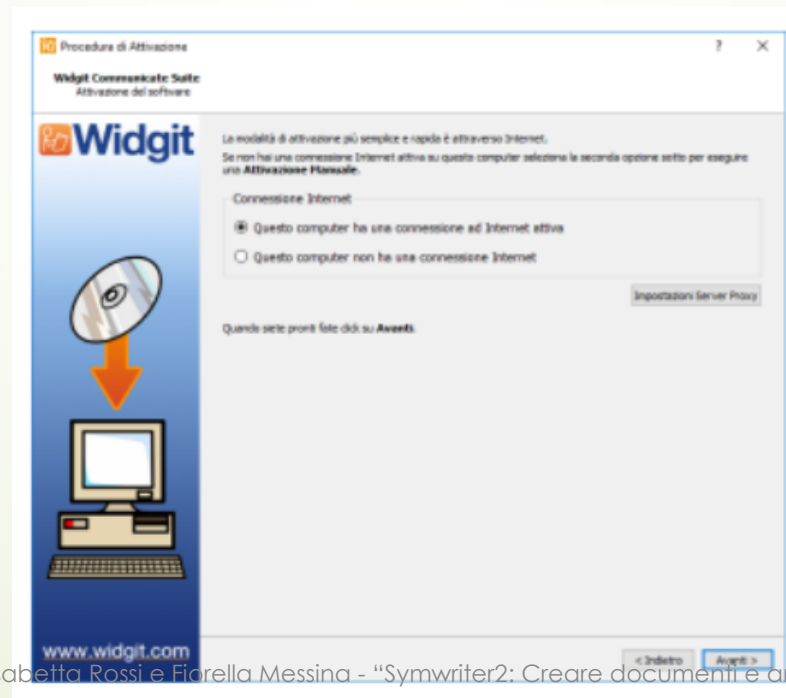 Procedura di Attivazione
? X
Widgit Communicate Suite
Attivazione del software
Widgit
La modalità di attivazione più semplice e rapida è attraverso Internet.
Se non hai una connessione Internet attiva su questo computer seleziona la seconda opzione sotto per eseguire
una Attivazione Manuale.
Connessione Internet
Questo computer ha una connessione ad Internet attiva
Questo computer non ha una connessione Internet
Impostazioni Server Proxy
Quando siete pronti fate click su Avanti.
www.widgit.com
< Indietro
Avanti >
sabetta Rossi e Fiorella Messina - “Symwriter2: Creare documenti e a